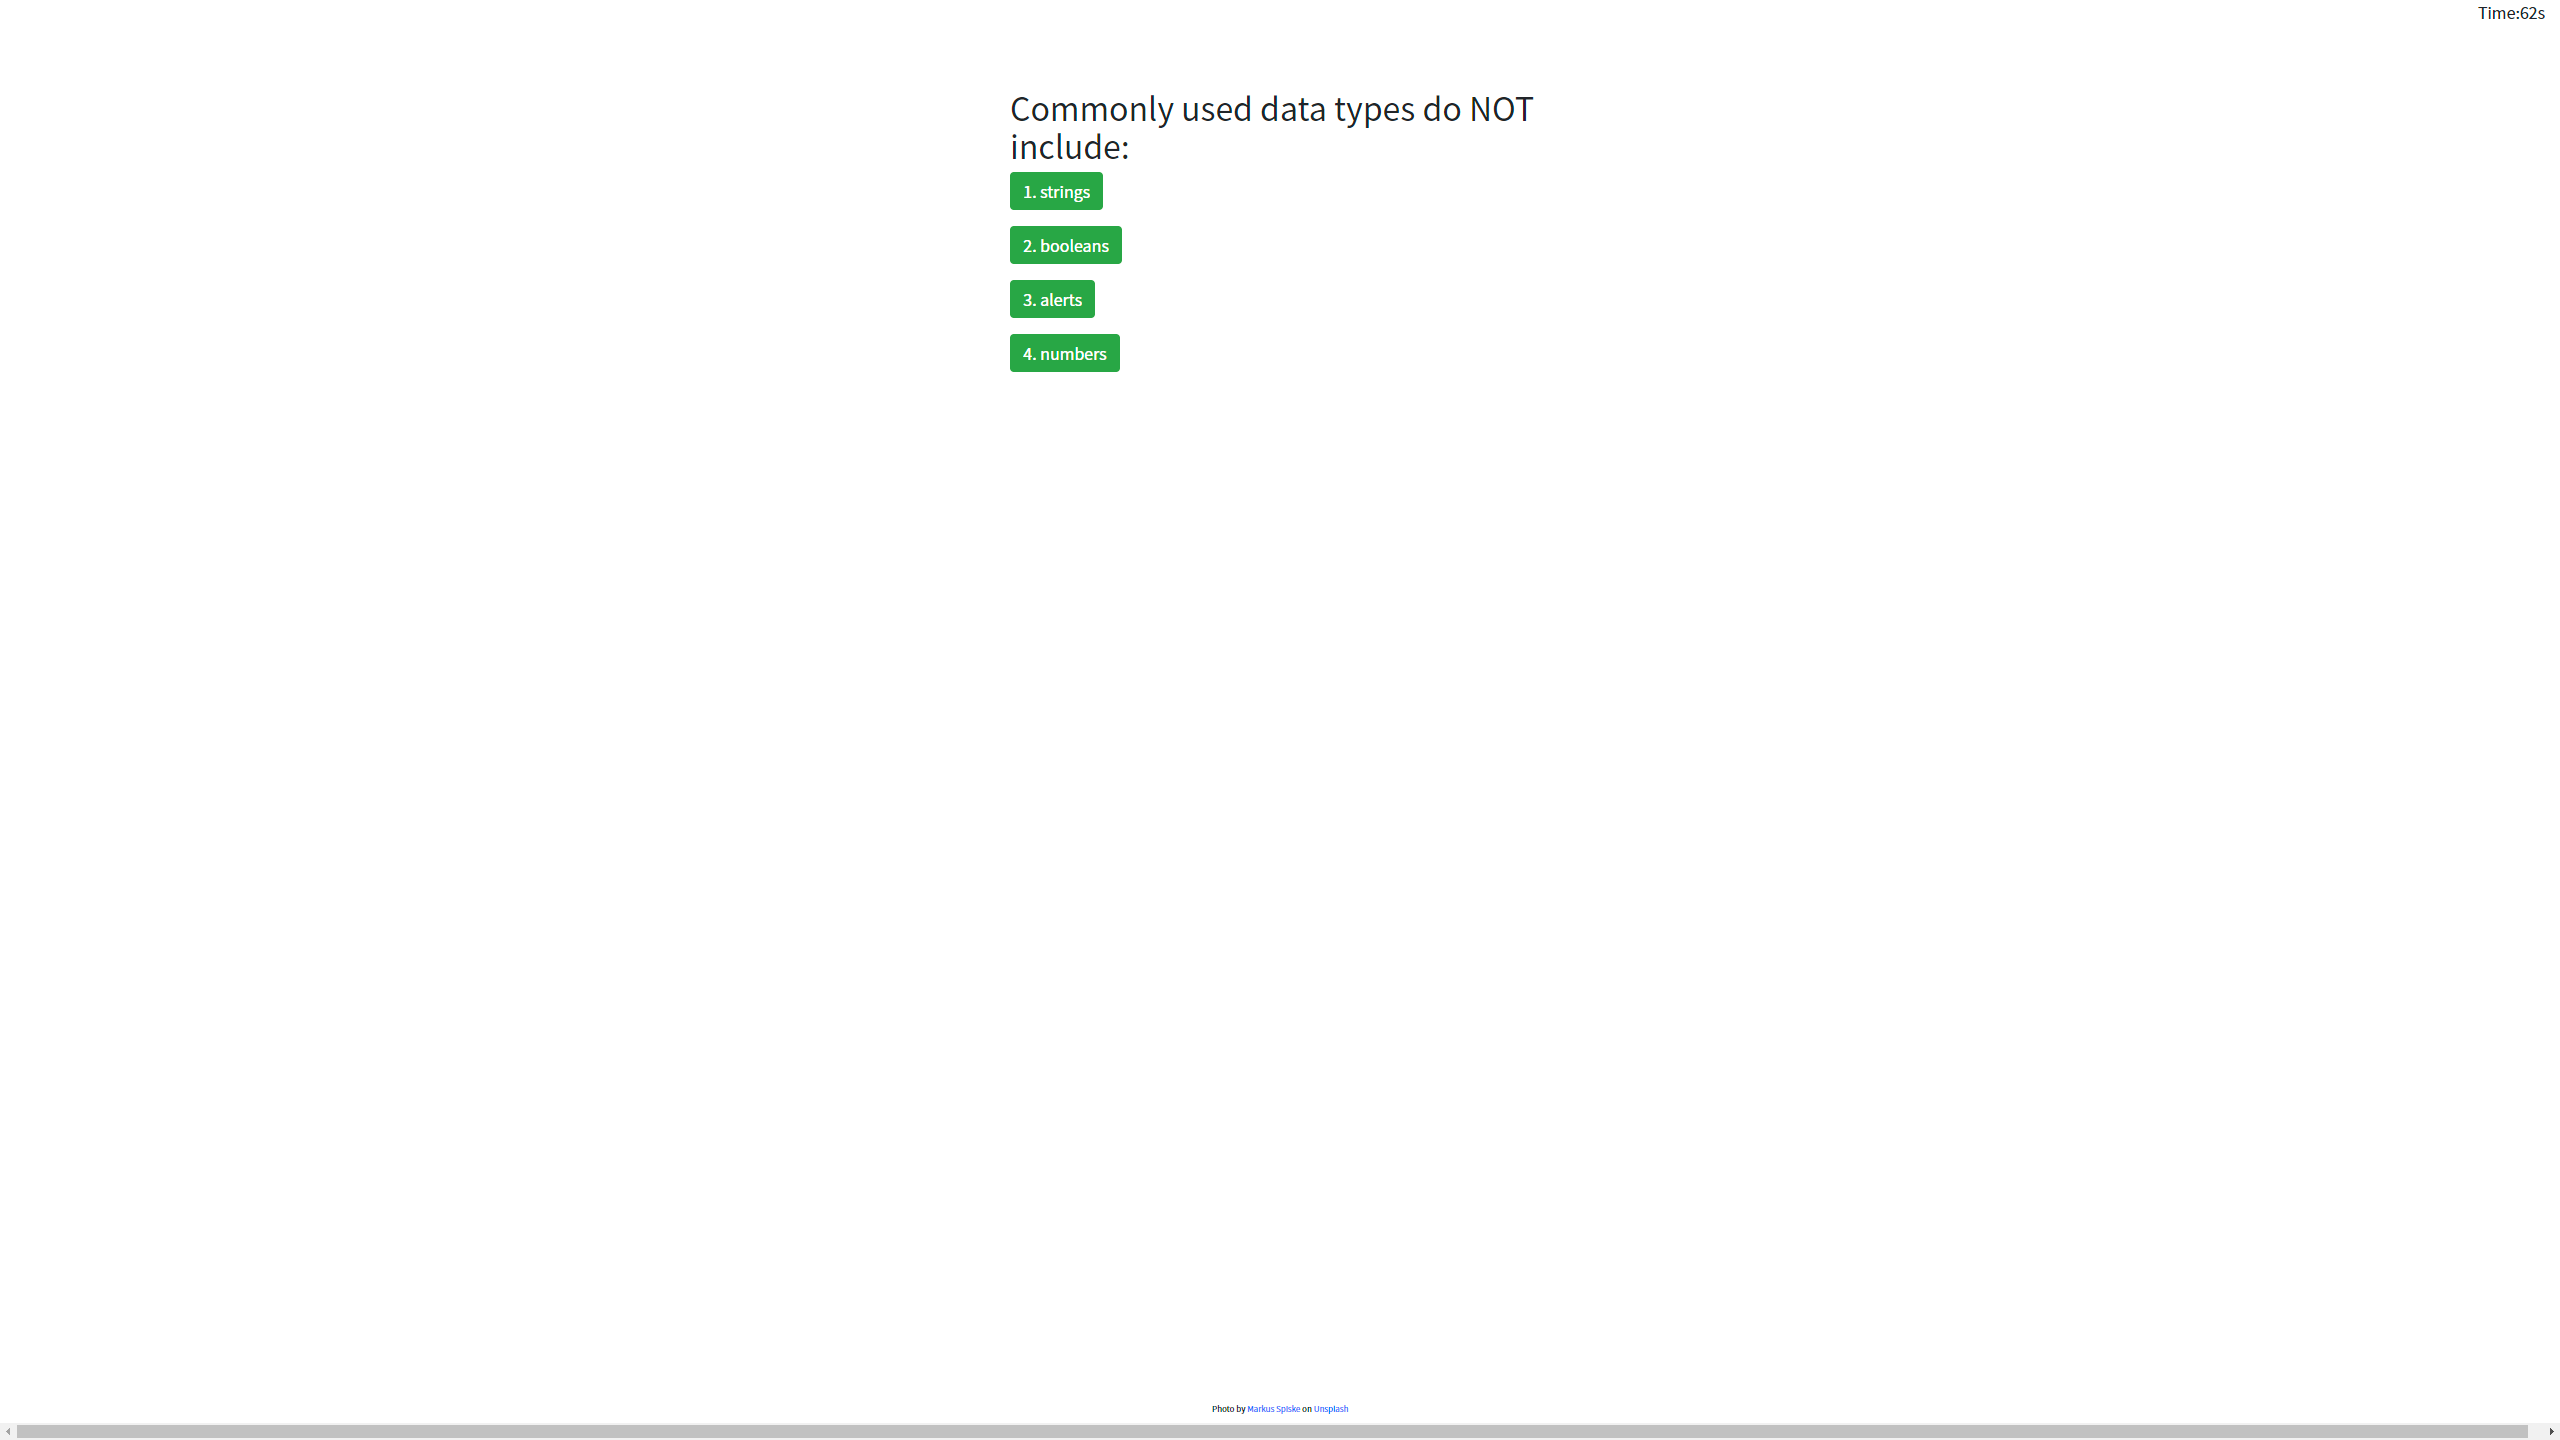 Time:62s
Commonly used data types do NOT
include:
1. strings
2. booleans
3. alerts
4. numbers
Photo by Markus Spiske on Unsplash